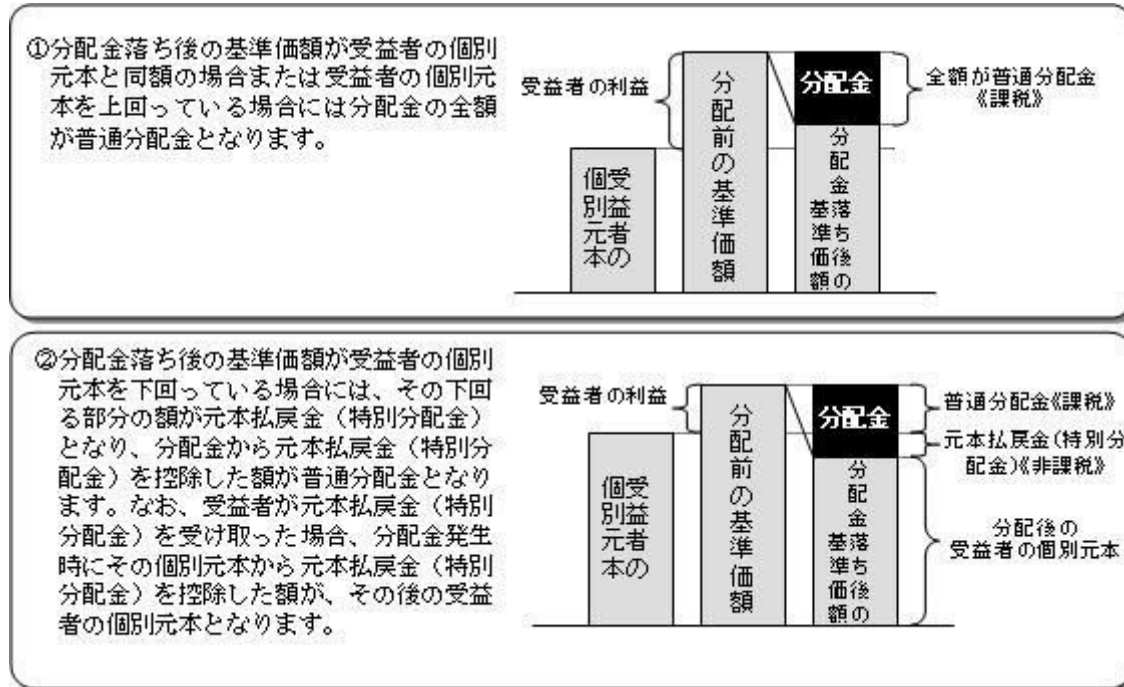 ①分配金落ち後の基準価額が受益者の個別
元本と同額の場合または受益者の個別元
本を上回っている場合には分配金の全額
が普通分配金となります。
受益者の利益
個別元本
受益者の
分配前の基準価額
分配金
分配金落ち後の
基準価額
全額が普通分配金
《課税》
②分配金落ち後の基準価額が受益者の個別
元本を下回っている場合には、その下回
る部分の額が元本払戻金（特別分配金）
となり、分配金から元本払戻金（特別分
配金）を控除した額が普通分配金となり
ます。なお、受益者が元本払戻金（特別
分配金）を受け取った場合、分配金発生
時にその個別元本から元本払戻金（特別
分配金）を控除した額が、その後の受益
者の個別元本となります。
受益者の利益
受益者の
個別元本
分配前の基準価額
分配金
分配金落ち後の
基準価額
普通分配金《課税》
元本払戻金（特別分
配金）《非課税》
分配後の
受益者の個別元本